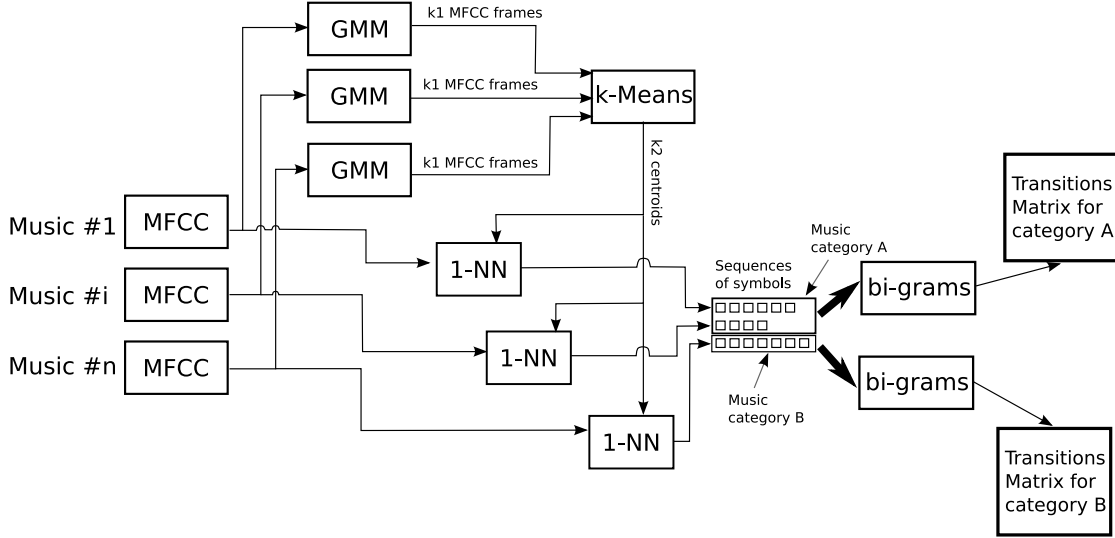 GMM
k1 MFCC frames
GMM
k1 MFCC frames
k-Means
GMM
k1 MFCC frames
k2 centroids
Music #1
MFCC
Music #i
MFCC
Music #n
MFCC
1-NN
1-NN
1-NN
Sequences
of symbols
Music
category A
Music
category B
bi-grams
bi-grams
Transitions
Matrix for
category A
Transitions
Matrix for
category B